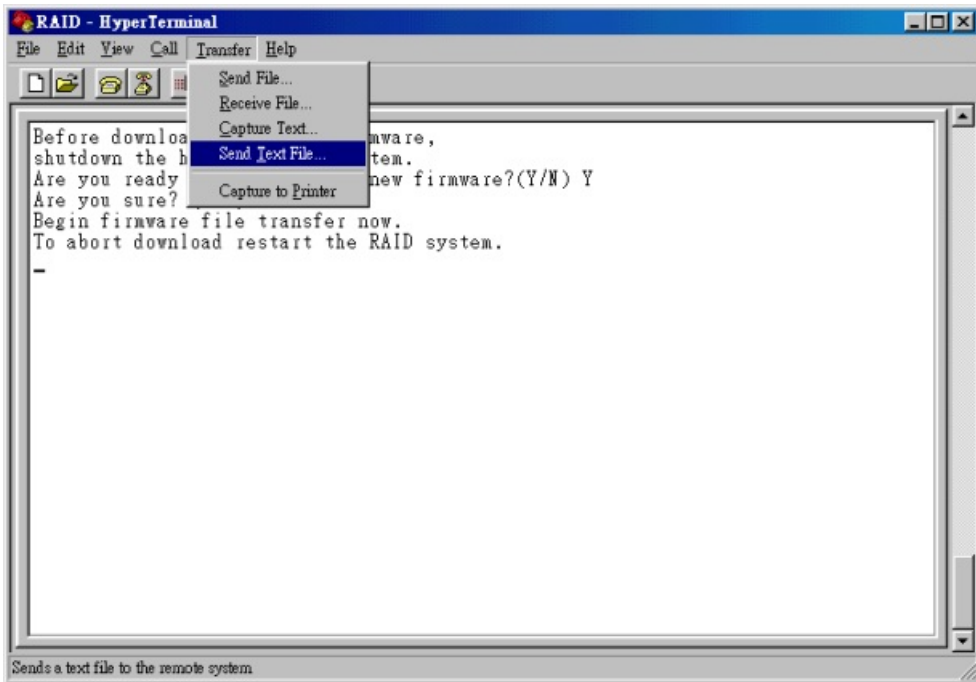 RAID - HyperTerminal
File Edit View Call Transfer Help
Send File...
Receive File...
Capture Text...
Send Text File...
Capture to Printer
Before downloa mware,
shutdown the h tem.
Are you ready new firmware?(Y/N) Y
Are you sure?
Begin firmware file transfer now.
To abort download restart the RAID system.
Sends a text file to the remote system